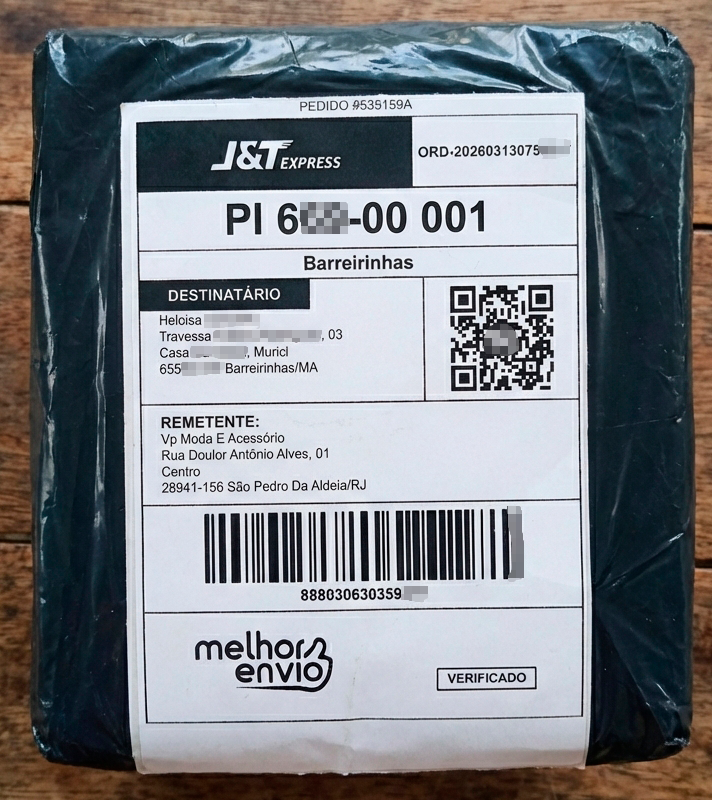 PEDIDO #535159A
J&T EXPRESS
ORD-20260313075
PI 6 -00 001
Barreirinhas
DESTINATÁRIO
Heloisa
Travessa , 03
Casa , Muricl
655 Barreirinhas/MA
REMETENTE:
Vp Moda E Acessório
Rua Doulor Antônio Alves, 01
Centro
28941-156 São Pedro Da Aldeia/RJ
888030630359
melhor
envio
VERIFICADO